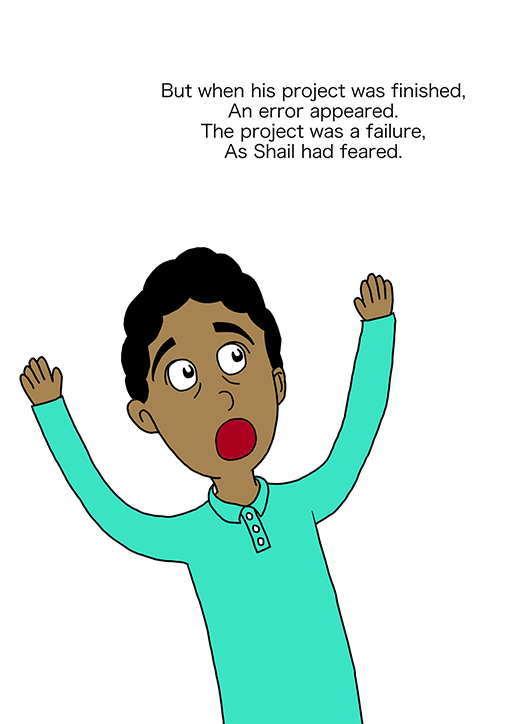 But when his project was finished,
An error appeared.
The project was a failure,
As Shail had feared.